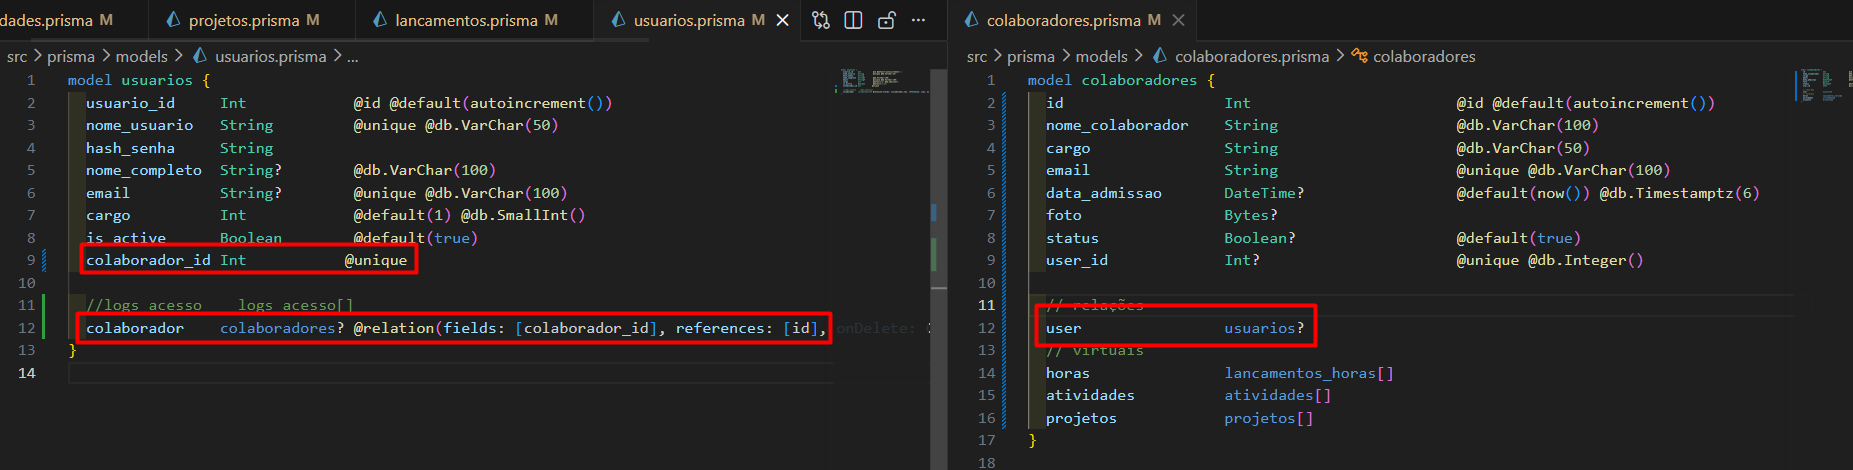 dades.prisma M
projetos.prisma M
lancamentos.prisma M
usuarios.prisma M
src > prisma > models > usuarios.prisma > ...
1 model usuarios {
2 usuario_id Int @id @default(autoincrement())
3 nome_usuario String @unique @db.VarChar(50)
4 hash_senha String
5 nome_completo String? @db.VarChar(100)
6 email String? @unique @db.VarChar(100)
7 cargo Int @default(1) @db.SmallInt()
8 is_active Boolean @default(true)
9 colaborador_id Int @unique
10
11 //logs_acesso logs_acesso[]
12 colaborador colaboradores? @relation(fields: [colaborador_id], references: [id], onDelete:
13 }
14
colaboradores.prisma M
src > prisma > models > colaboradores.prisma > colaboradores
1 model colaboradores {
2 id Int @id @default(autoincrement())
3 nome_colaborador String @db.VarChar(100)
4 cargo String @db.VarChar(50)
5 email String @unique @db.VarChar(100)
6 data_admissao DateTime? @default(now()) @db.Timestamptz(6)
7 foto Bytes?
8 status Boolean? @default(true)
9 user_id Int? @unique @db.Integer()
10
11 // relações
12 user usuarios?
13 // virtuais
14 horas lancamentos_horas[]
15 atividades atividades[]
16 projetos projetos[]
17 }
18